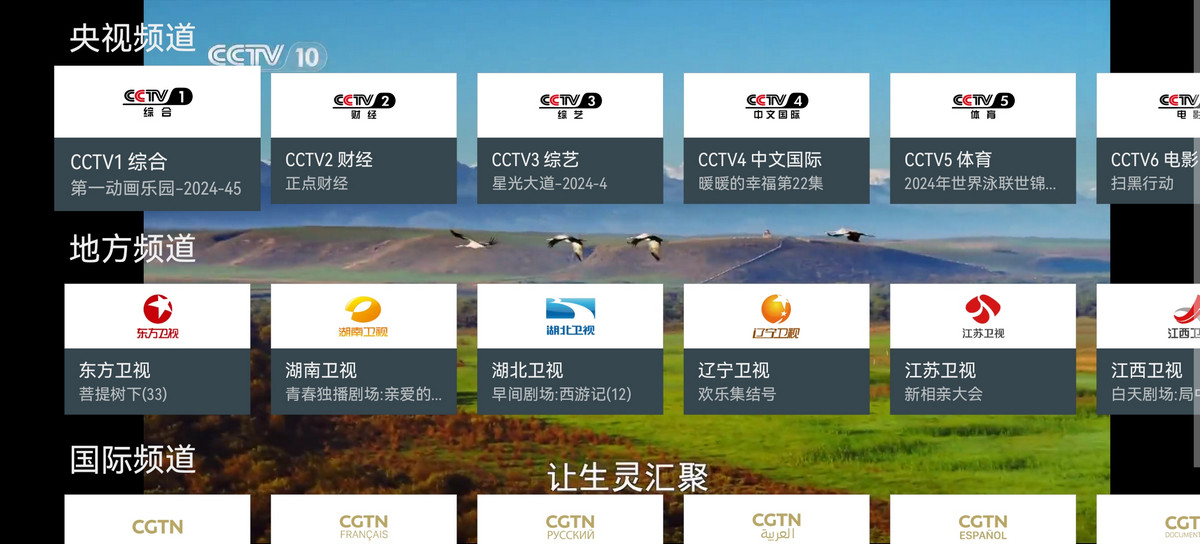 央视频道
CCTV 10
CCTV 1
综合
CCTV 2
财经
CCTV 3
综艺
CCTV 4
中文国际
CCTV 5
体育
CCTV
电影
CCTV1 综合
第一动画乐园-2024-45
CCTV2 财经
正点财经
CCTV3 综艺
星光大道-2024-4
CCTV4 中文国际
暖暖的幸福第22集
CCTV5 体育
2024年世界泳联世锦...
CCTV6 电影
扫黑行动
地方频道
东方卫视
湖南卫视
湖北卫视
辽宁卫视
江苏卫视
江西卫
东方卫视
菩提树下(33)
湖南卫视
青春独播剧场:亲爱的...
湖北卫视
早间剧场:西游记(12)
辽宁卫视
欢乐集结号
江苏卫视
新相亲大会
江西卫视
白天剧场:局中
国际频道
让生灵汇聚
CGTN
CGTN
FRANÇAIS
CGTN
РУССКИЙ
CGTN
العربية
CGTN
ESPAÑOL
CGT
DOCUMEN